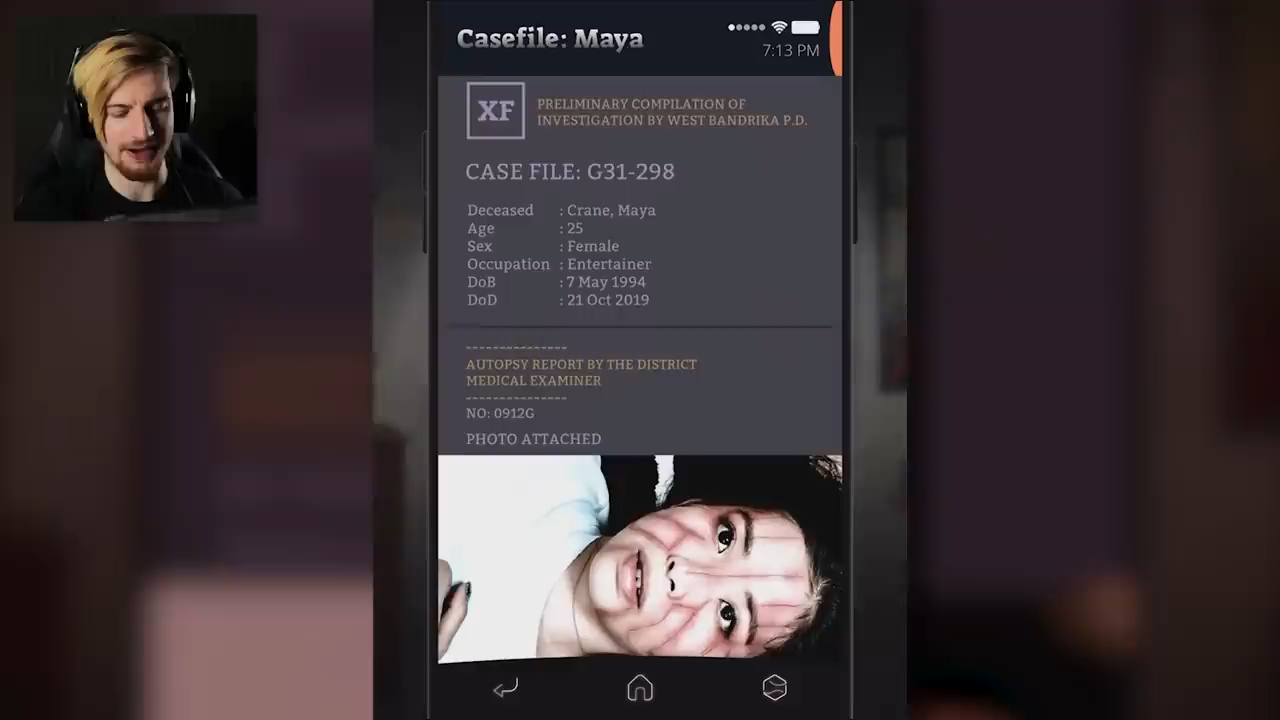 Casefile: Maya
7:13 PM
XF
PRELIMINARY COMPILATION OF
INVESTIGATION BY WEST BANDRIKA P.D.
CASE FILE: G31-298
Deceased : Crane, Maya
Age : 25
Sex : Female
Occupation : Entertainer
DoB : 7 May 1994
DoD : 21 Oct 2019
---------------
AUTOPSY REPORT BY THE DISTRICT
MEDICAL EXAMINER
---------------
NO: 0912G
PHOTO ATTACHED